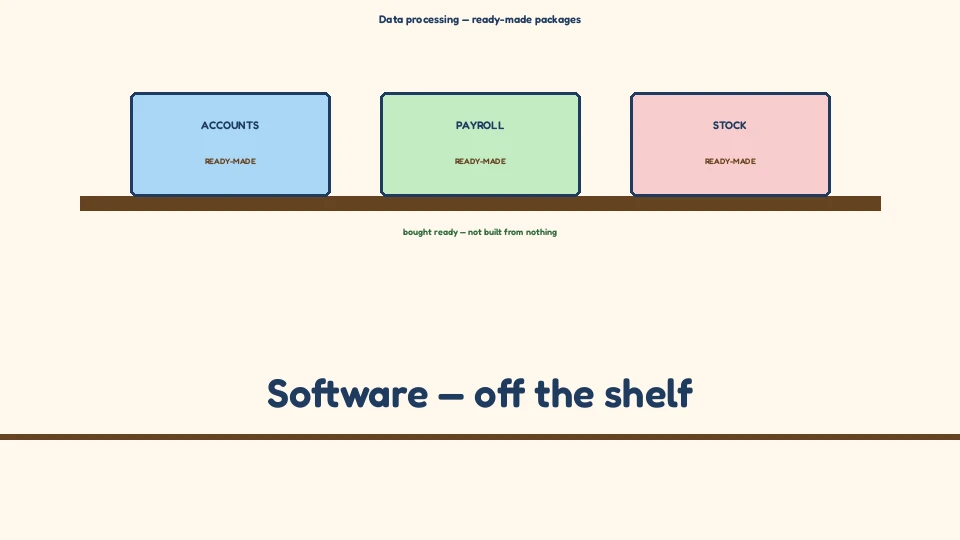 Data processing — ready-made packages
ACCOUNTS
READY-MADE
PAYROLL
READY-MADE
STOCK
READY-MADE
bought ready — not built from nothing
Software — off the shelf